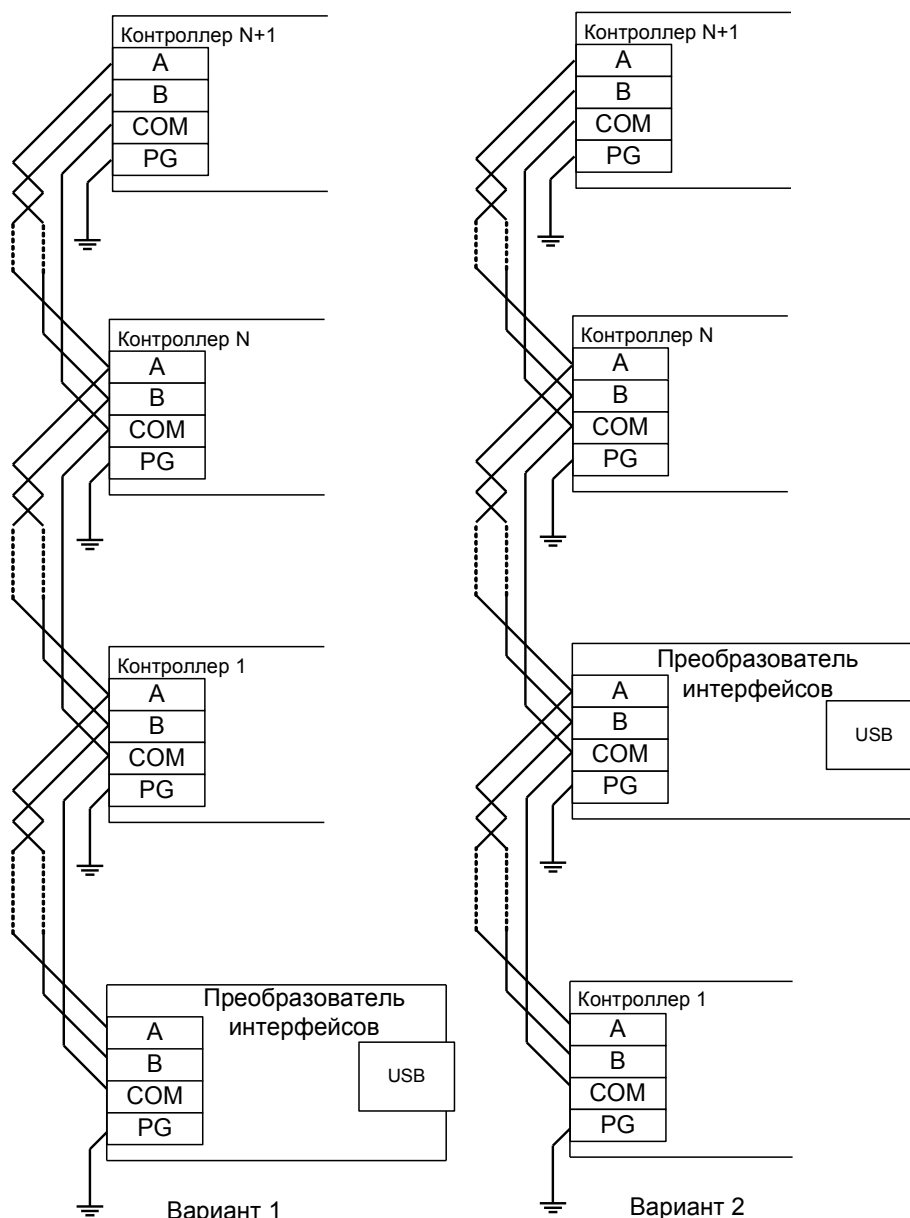 Контроллер N+1
A
B
COM
PG
Контроллер N
A
B
COM
PG
Контроллер 1
A
B
COM
PG
Преобразователь
интерфейсов
A
B
COM
PG
USB
Вариант 1
Контроллер N+1
A
B
COM
PG
Контроллер N
A
B
COM
PG
Преобразователь
интерфейсов
A
B
COM
PG
USB
Контроллер 1
A
B
COM
PG
Вариант 2